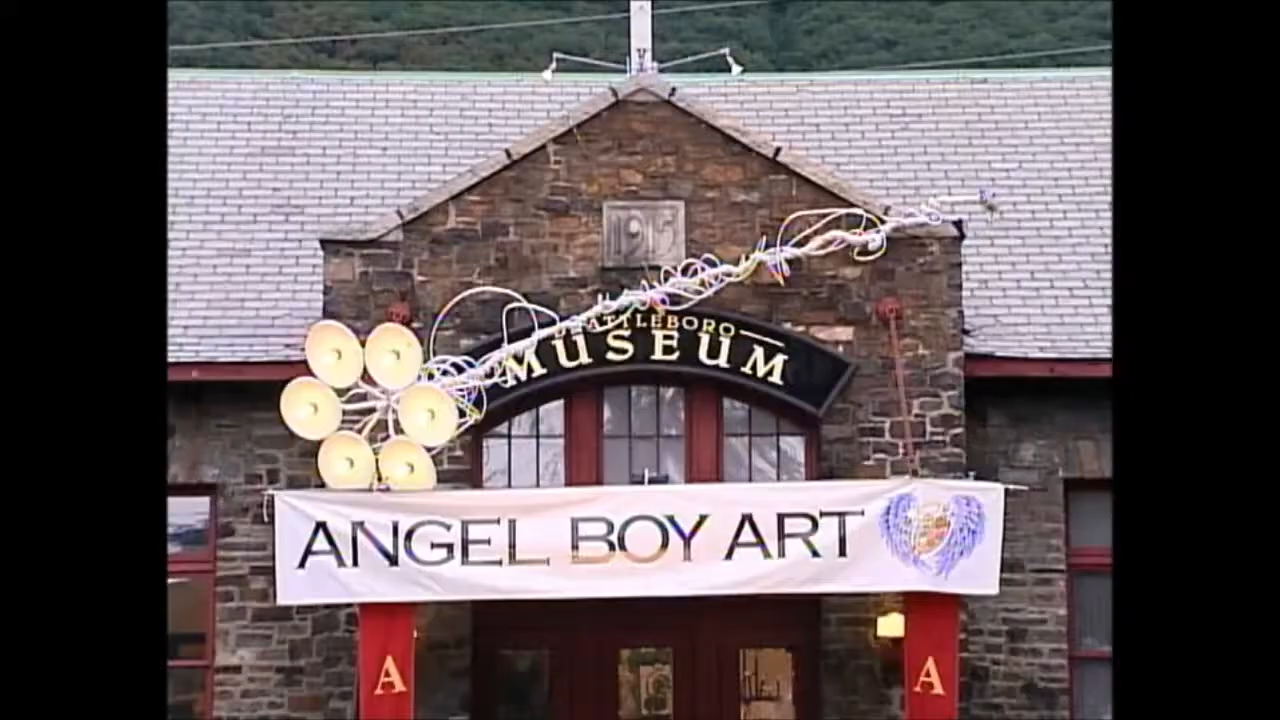 1915
BRATTLEBORO
MUSEUM
ANGEL BOY ART
A
A